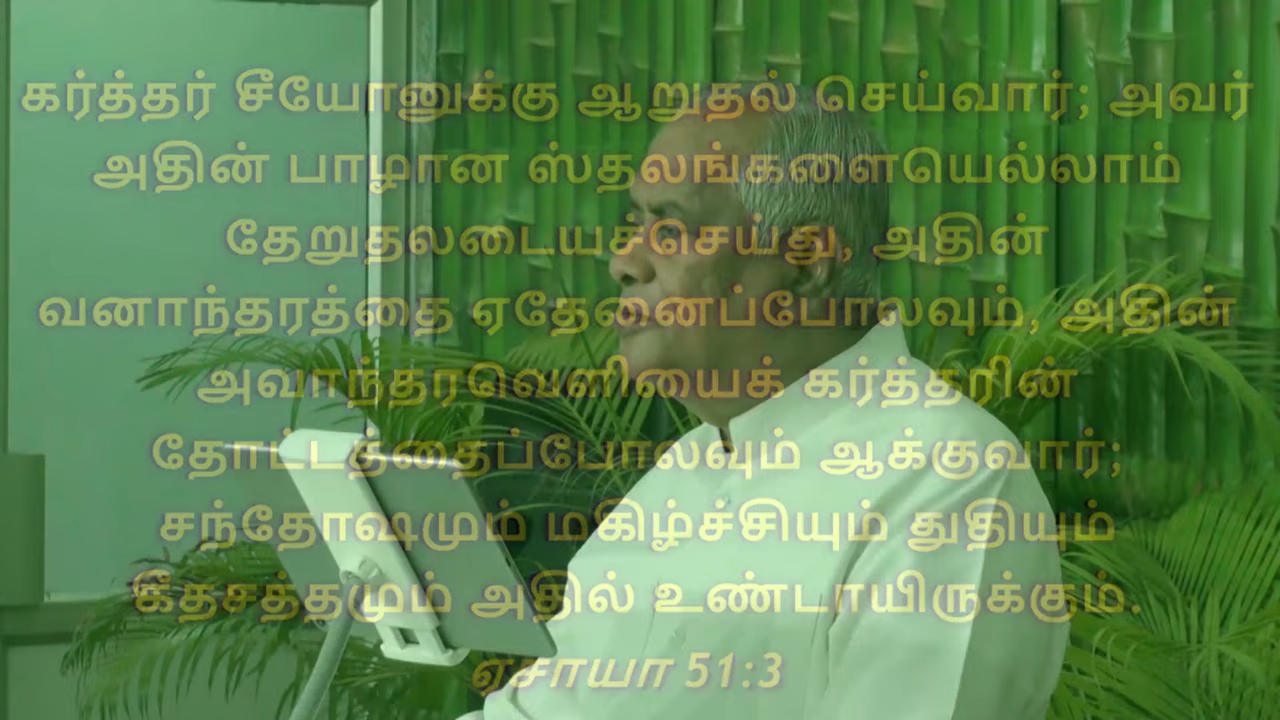 கர்த்தர் சீயோனுக்கு ஆறுதல் செய்வார்; அவர்
அதின் பாழான ஸ்தலங்களையெல்லாம்
தேறுதலடையச்செய்து, அதின்
வனாந்தரத்தை ஏதேனைப்போலவும், அதின்
அவாந்தரவெளியைக் கர்த்தரின்
தோட்டத்தைப்போலவும் ஆக்குவார்;
சந்தோஷமும் மகிழ்ச்சியும் துதியும்
கீதசத்தமும் அதில் உண்டாயிருக்கும்.
ஏசாயா 51:3